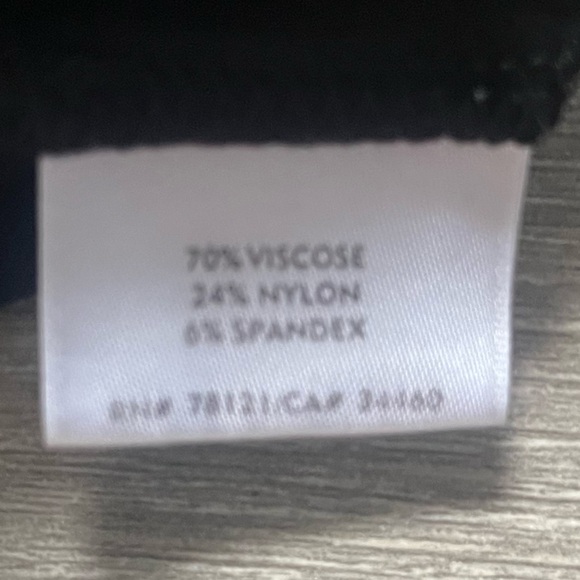 70% VISCOSE
24% NYLON
6% SPANDEX
RN# 78121/CA# 34460